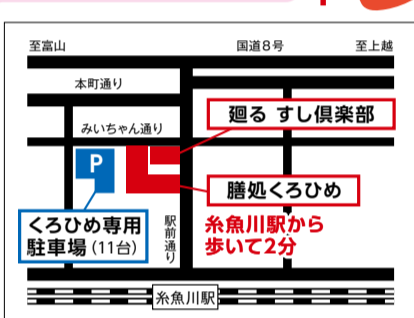 至富山
国道8号
至上越
本町通り
みいちゃん通り
廻る すし倶楽部
P
膳処くろひめ
くろひめ専用
駐車場(11台)
駅前通り
糸魚川駅から
歩いて2分
糸魚川駅